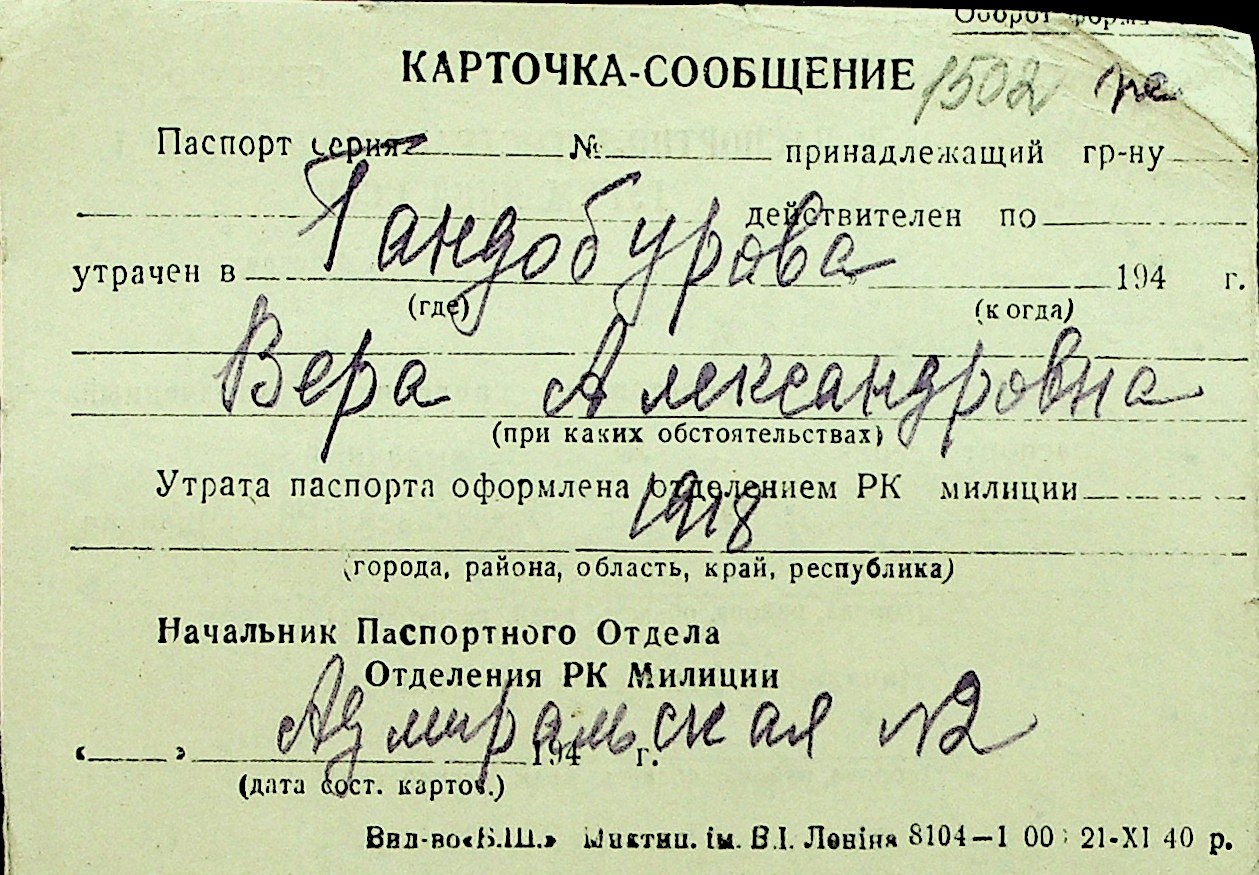 Оборот форм
КАРТОЧКА-СООБЩЕНИЕ 1502
Паспорт серия № принадлежащий гр-ну
действителен по
Гандобурова
утрачен в 194 г.
(где) (когда)
Вера Александровна
(при каких обстоятельствах)
Утрата паспорта оформлена отделением РК милиции
1918
(города, района, область, край, республика)
Начальник Паспортного Отдела
Отделения РК Милиции
Адмиральская №2
« » 194 г.
(дата сост. карточ.)
Вид-во «Б.Ш.» Миктип. ім. В.І. Леніна 8104—1 00 21-XI 40 р.